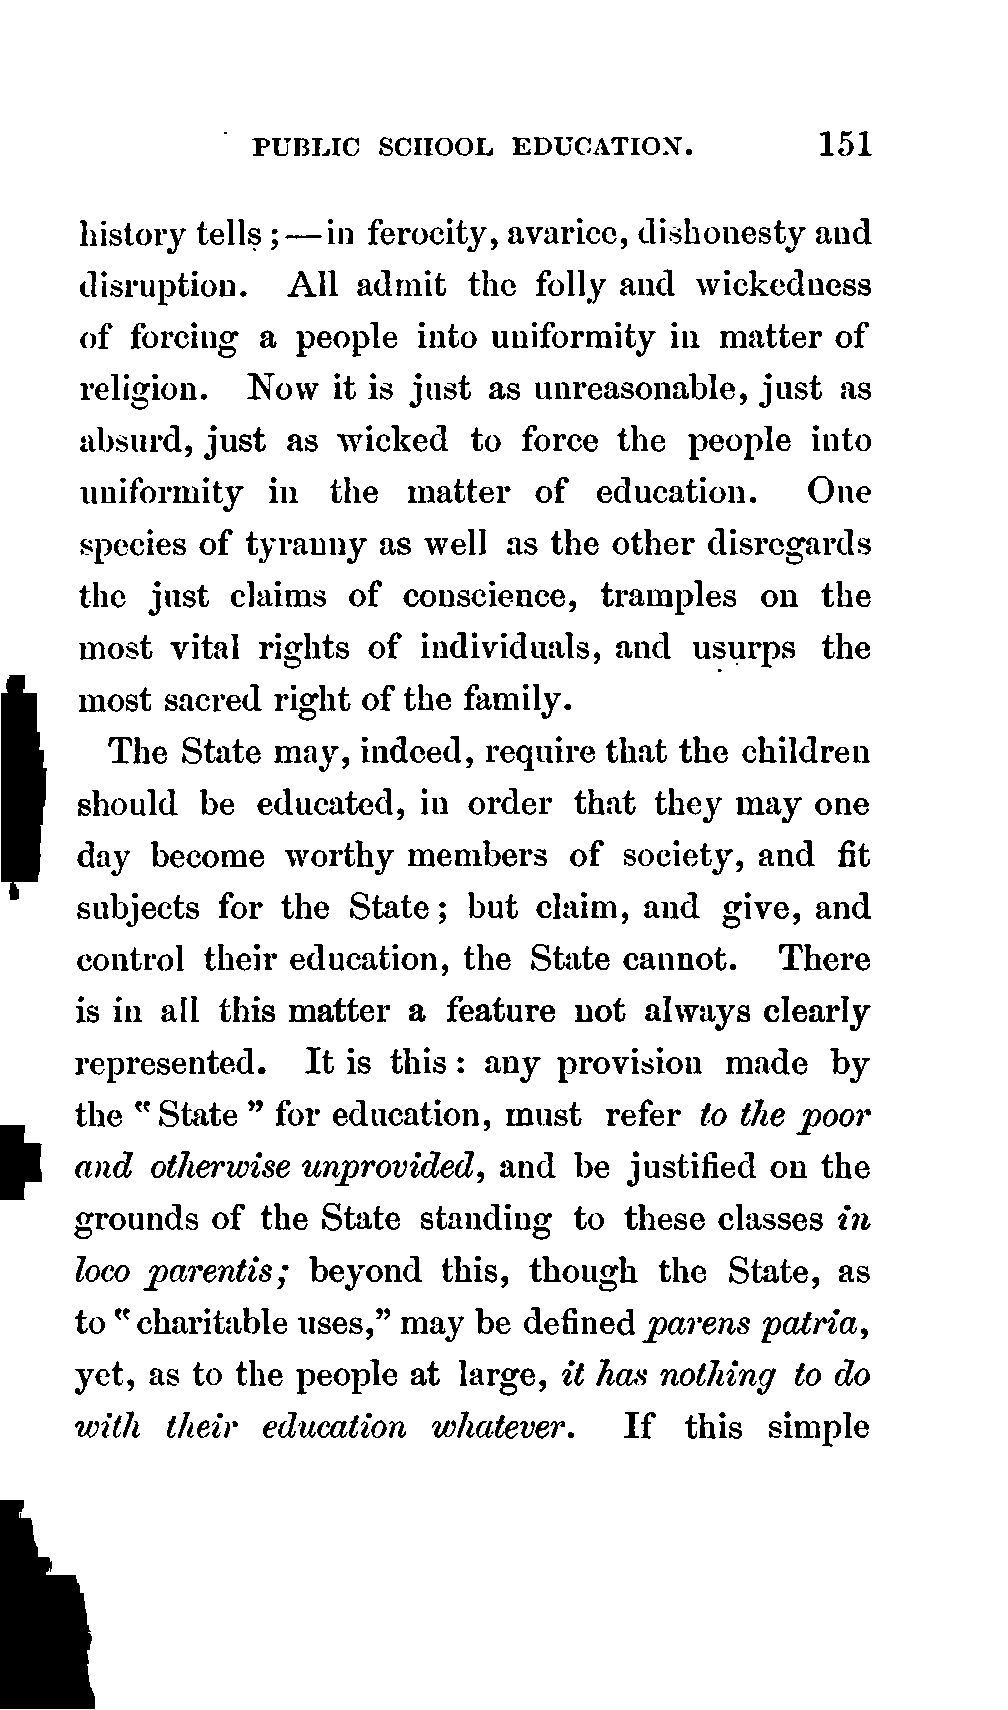 PUBLIC SCHOOL EDUCATION. 151
history tells;—in ferocity, avarice, dishonesty and
disruption. All admit the folly and wickedness
of forcing a people into uniformity in matter of
religion. Now it is just as unreasonable, just as
absurd, just as wicked to force the people into
uniformity in the matter of education. One
species of tyranny as well as the other disregards
the just claims of conscience, tramples on the
most vital rights of individuals, and usurps the
most sacred right of the family.
The State may, indeed, require that the children
should be educated, in order that they may one
day become worthy members of society, and fit
subjects for the State; but claim, and give, and
control their education, the State cannot. There
is in all this matter a feature not always clearly
represented. It is this: any provision made by
the "State" for education, must refer to the poor
and otherwise unprovided, and be justified on the
grounds of the State standing to these classes in
loco parentis; beyond this, though the State, as
to "charitable uses," may be defined parens patria,
yet, as to the people at large, it has nothing to do
with their education whatever. If this simple